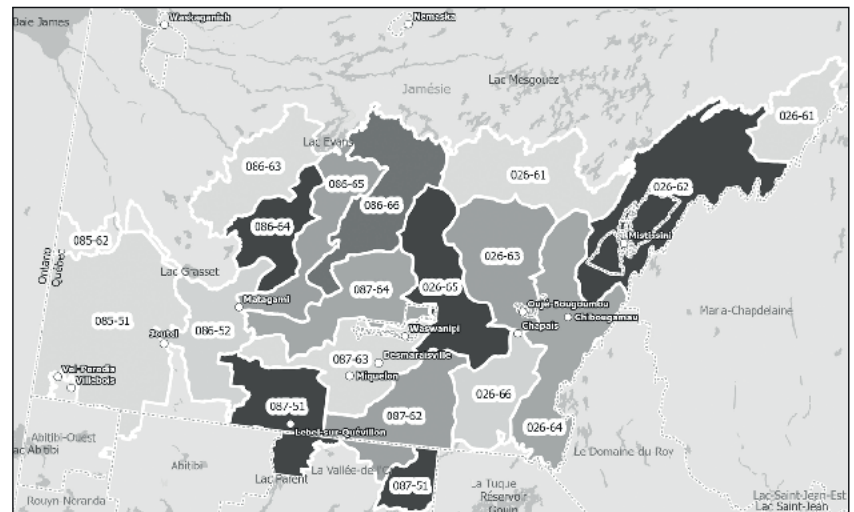 Baie James
Waskaganish
Nemaska
Lac Mesgouez
Jamésie
026-61
Lac Evans
086-63
086-65
026-61
026-62
086-66
086-64
085-62
Mistissini
026-63
Ontario
Québec
Lac Grasset
087-64
026-65
Matagami
Oujé-Bougoumou
Chibougamau
Maria-Chapdelaine
085-51
086-52
Joutel
Waswanipi
Chapais
087-63
Desmaraisville
Val-Paradis
Villebois
Miquelon
026-66
087-51
087-62
026-64
Lebel-sur-Quévillon
Abitibi-Ouest
ac Abitibi
Abitibi
Le Domaine du Roy
Lac Parent
La Vallée-de-l'O
087-51
La Tuque
Réservoir
Gouin
Rouyn Noranda
Lac-Saint-Jean-Est
Lac Saint-Jean